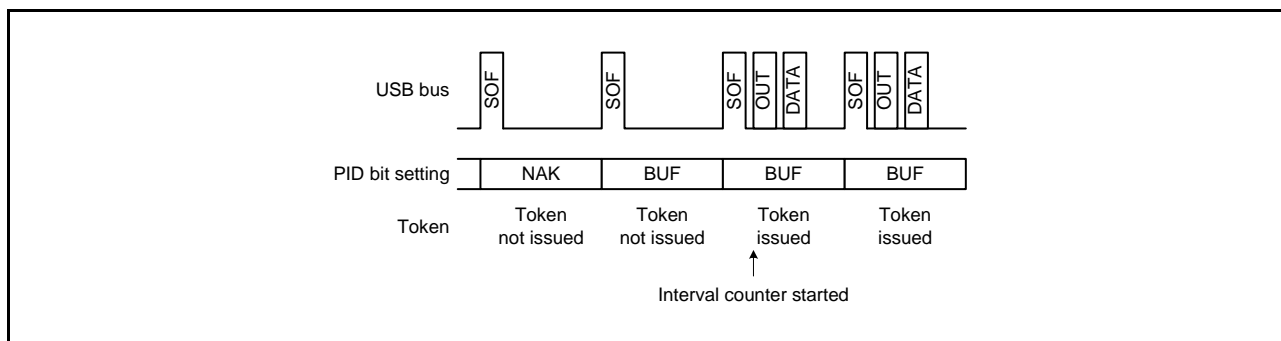 SOF SOF SOF OUT DATA SOF OUT DATA
USB bus
PID bit setting NAK BUF BUF BUF
Token Token not issued Token not issued Token issued Token issued
Interval counter started